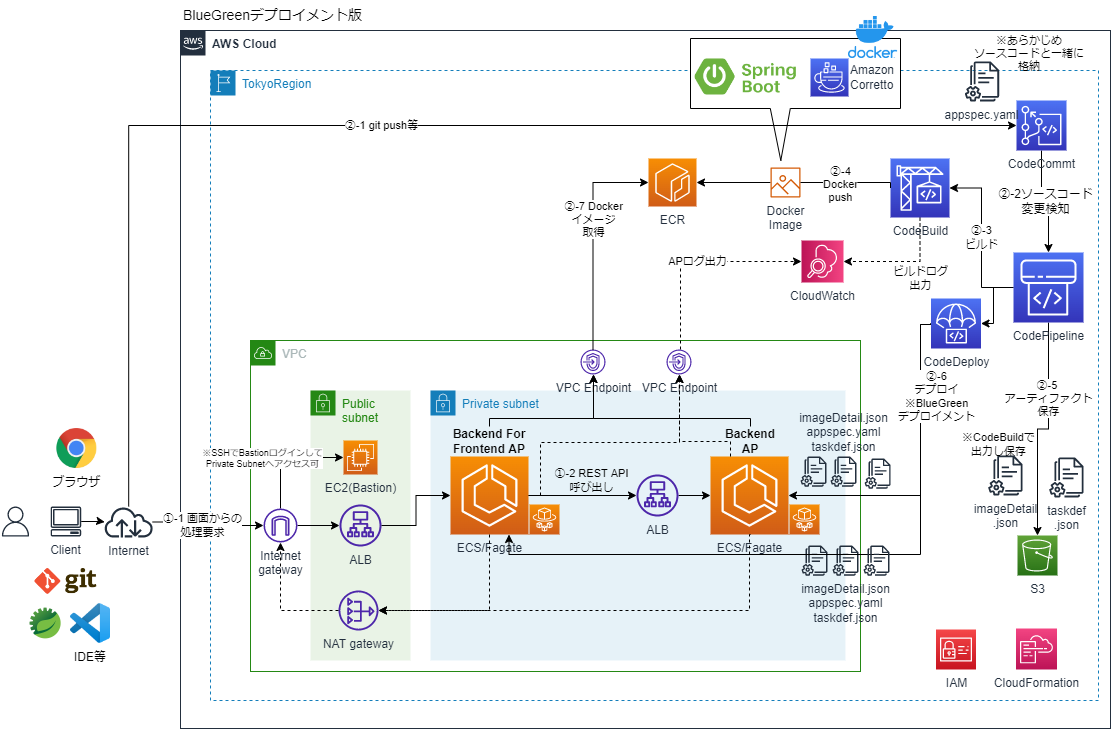 BlueGreenデプロイメント版
aws
AWS Cloud
TokyoRegion
Spring
Boot
docker
Amazon
Corretto
※あらかじめ
ソースコードと一緒に
格納
appspec.yaml
②-1 git push等
CodeCommt
②-2ソースコード
変更検知
②-4
Docker
push
ECR
Docker
Image
CodeBuild
②-3
ビルド
②-7 Docker
イメージ
取得
APログ出力
CloudWatch
ビルドログ
出力
CodePipeline
CodeDeploy
②-6
デプロイ
※BlueGreen
デプロイメント
②-5
アーティファクト
保存
VPC
VPC Endpoint
VPC Endpoint
Public
subnet
Private subnet
Backend For
Frontend AP
Backend
AP
imageDetail.json
appspec.yaml
taskdef.json
※CodeBuildで
出力し保存
ブラウザ
※SSHでBastionログインして
Private Subnetへアクセス可
EC2(Bastion)
①-2 REST API
呼び出し
imageDetail
.json
taskdef
.json
①-1 画面からの
処理要求
Client
Internet
Internet
gateway
ALB
ECS/Fagate
ALB
ECS/Fagate
imageDetail.json
appspec.yaml
taskdef.json
S3
git
NAT gateway
IDE等
IAM
CloudFormation